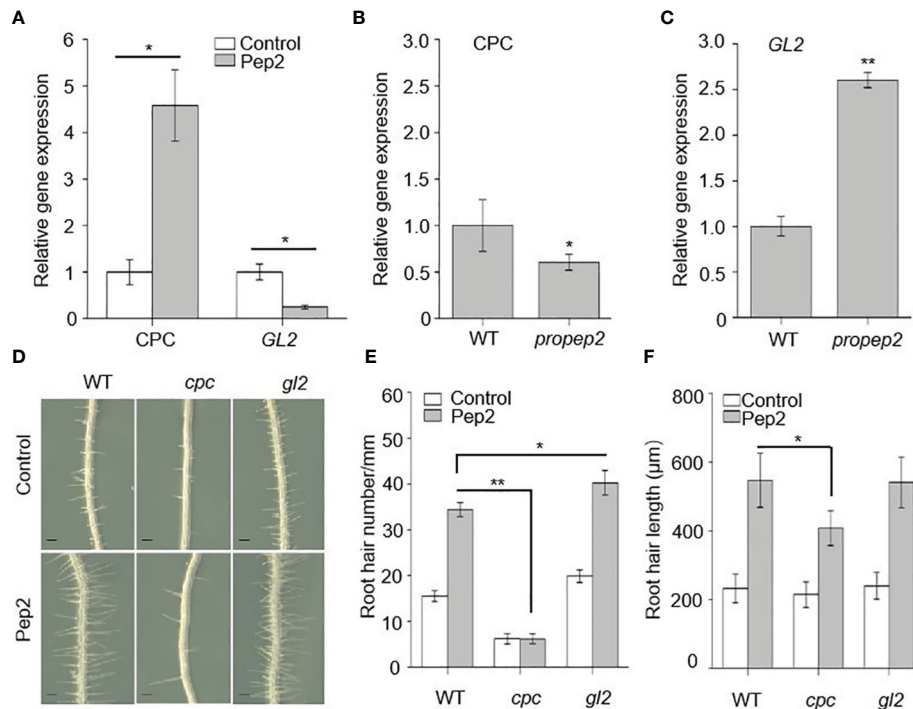 A
Relative gene expression
6
5
4
3
2
1
0
*
Control
Pep2
*
CPC
GL2
B
Relative gene expression
3.0
2.5
2.0
1.5
1.0
0.5
0
CPC
*
WT
propep2
C
Relative gene expression
3.0
2.5
2.0
1.5
1.0
0.5
0
GL2
**
WT
propep2
D
WT
cpc
gl2
Control
Pep2
E
Root hair number/mm
60
50
40
30
20
10
0
Control
Pep2
*
**
WT
cpc
gl2
F
Root hair length (μm)
800
600
400
200
0
Control
Pep2
*
WT
cpc
gl2